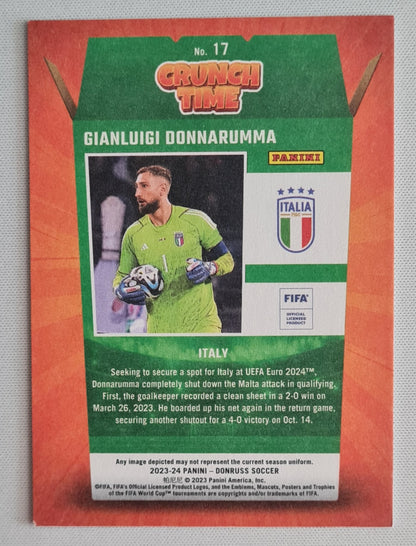 No. 17
CRUNCH
TIME
GIANLUIGI DONNARUMMA
PANINI
ITALIA
FIGC
1
FIFA®
OFFICIAL
LICENSED
PRODUCT
ITALY
Seeking to secure a spot for Italy at UEFA Euro 2024™,
Donnarumma completely shut down the Malta attack in qualifying.
First, the goalkeeper recorded a clean sheet in a 2-0 win on
March 26, 2023. He boarded up his net again in the return game,
securing another shutout for a 4-0 victory on Oct. 14.
Any image depicted may not represent the current season uniform.
2023-24 PANINI – DONRUSS SOCCER
帕尼尼 © 2023 Panini America, Inc.
©FIFA, FIFA's Official Licensed Product Logos, and the Emblems, Mascots, Posters and Trophies
of the FIFA World Cup™ tournaments are copyrights and/or trademarks of FIFA.